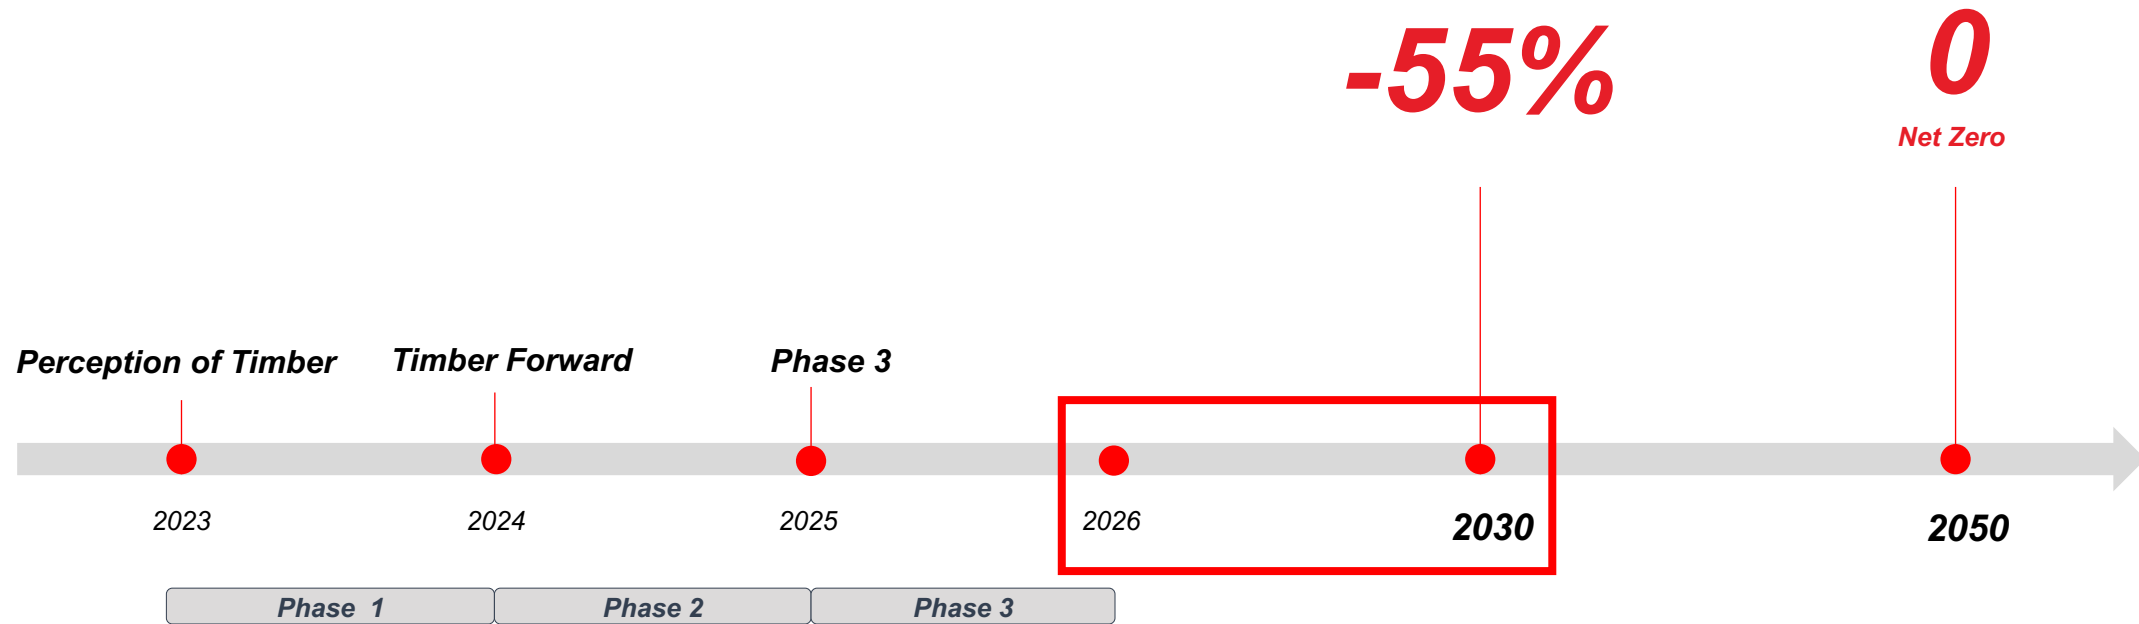 -55%
0
Net Zero
Perception of Timber
Timber Forward
Phase 3
2023
2024
2025
2026
2030
2050
Phase 1
Phase 2
Phase 3